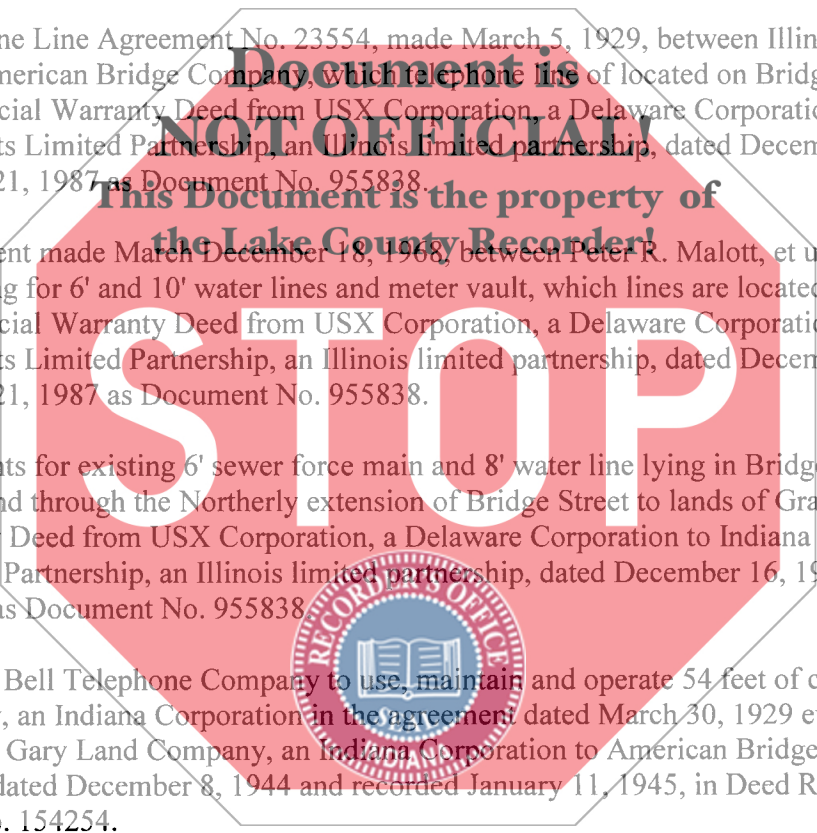 ne Line Agreement No. 23554, made March 5, 1929, between Illin
Document is
merican Bridge Company, which telephone line of located on Bridg
cial Warranty Deed from USX Corporation, a Delaware Corporatio
NOT OFFICIAL!
ts Limited Partnership, an Illinois limited partnership, dated Decem
21, 1987 as Document No. 955838.
This Document is the property of
the Lake County Recorder!
ent made March December 18, 1968, between Peter R. Malott, et u
g for 6' and 10' water lines and meter vault, which lines are located
cial Warranty Deed from USX Corporation, a Delaware Corporatio
ts Limited Partnership, an Illinois limited partnership, dated Decem
21, 1987 as Document No. 955838.
STOP
nts for existing 6' sewer force main and 8' water line lying in Bridge
nd through the Northerly extension of Bridge Street to lands of Gra
Deed from USX Corporation, a Delaware Corporation to Indiana
Partnership, an Illinois limited partnership, dated December 16, 19
as Document No. 955838
RECORDER'S OFFICE
Bell Telephone Company to use, maintain and operate 54 feet of c
, an Indiana Corporation in the agreement dated March 30, 1929 e
SEAL
INDIANA
Gary Land Company, an Indiana Corporation to American Bridge
dated December 8, 1944 and recorded January 11, 1945, in Deed R
. 154254.